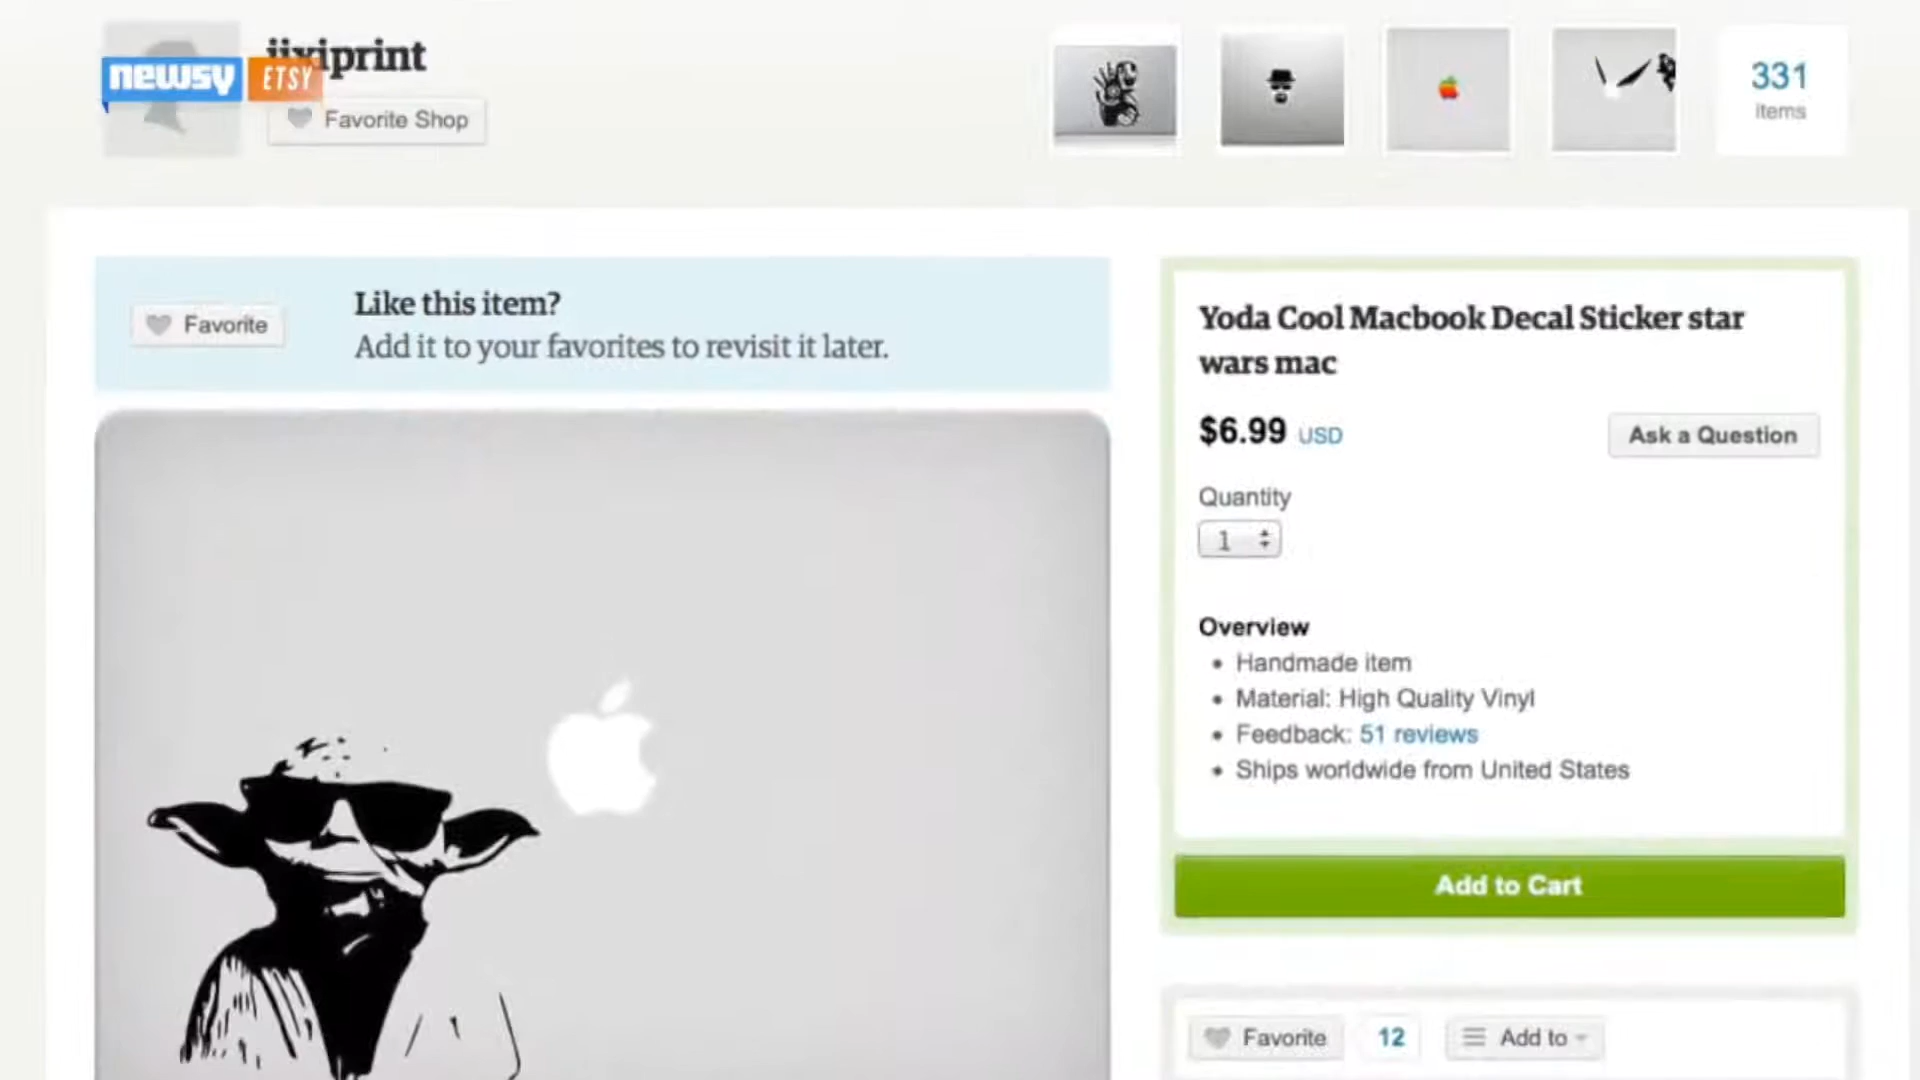 newsy ETSY
Favorite Shop
331
items
Favorite
Like this item?
Add it to your favorites to revisit it later.
Yoda Cool Macbook Decal Sticker star
wars mac
$6.99 USD
Ask a Question
Quantity
1
Overview
Handmade item
Material: High Quality Vinyl
Feedback: 51 reviews
Ships worldwide from United States
Add to Cart
Favorite
12
Add to